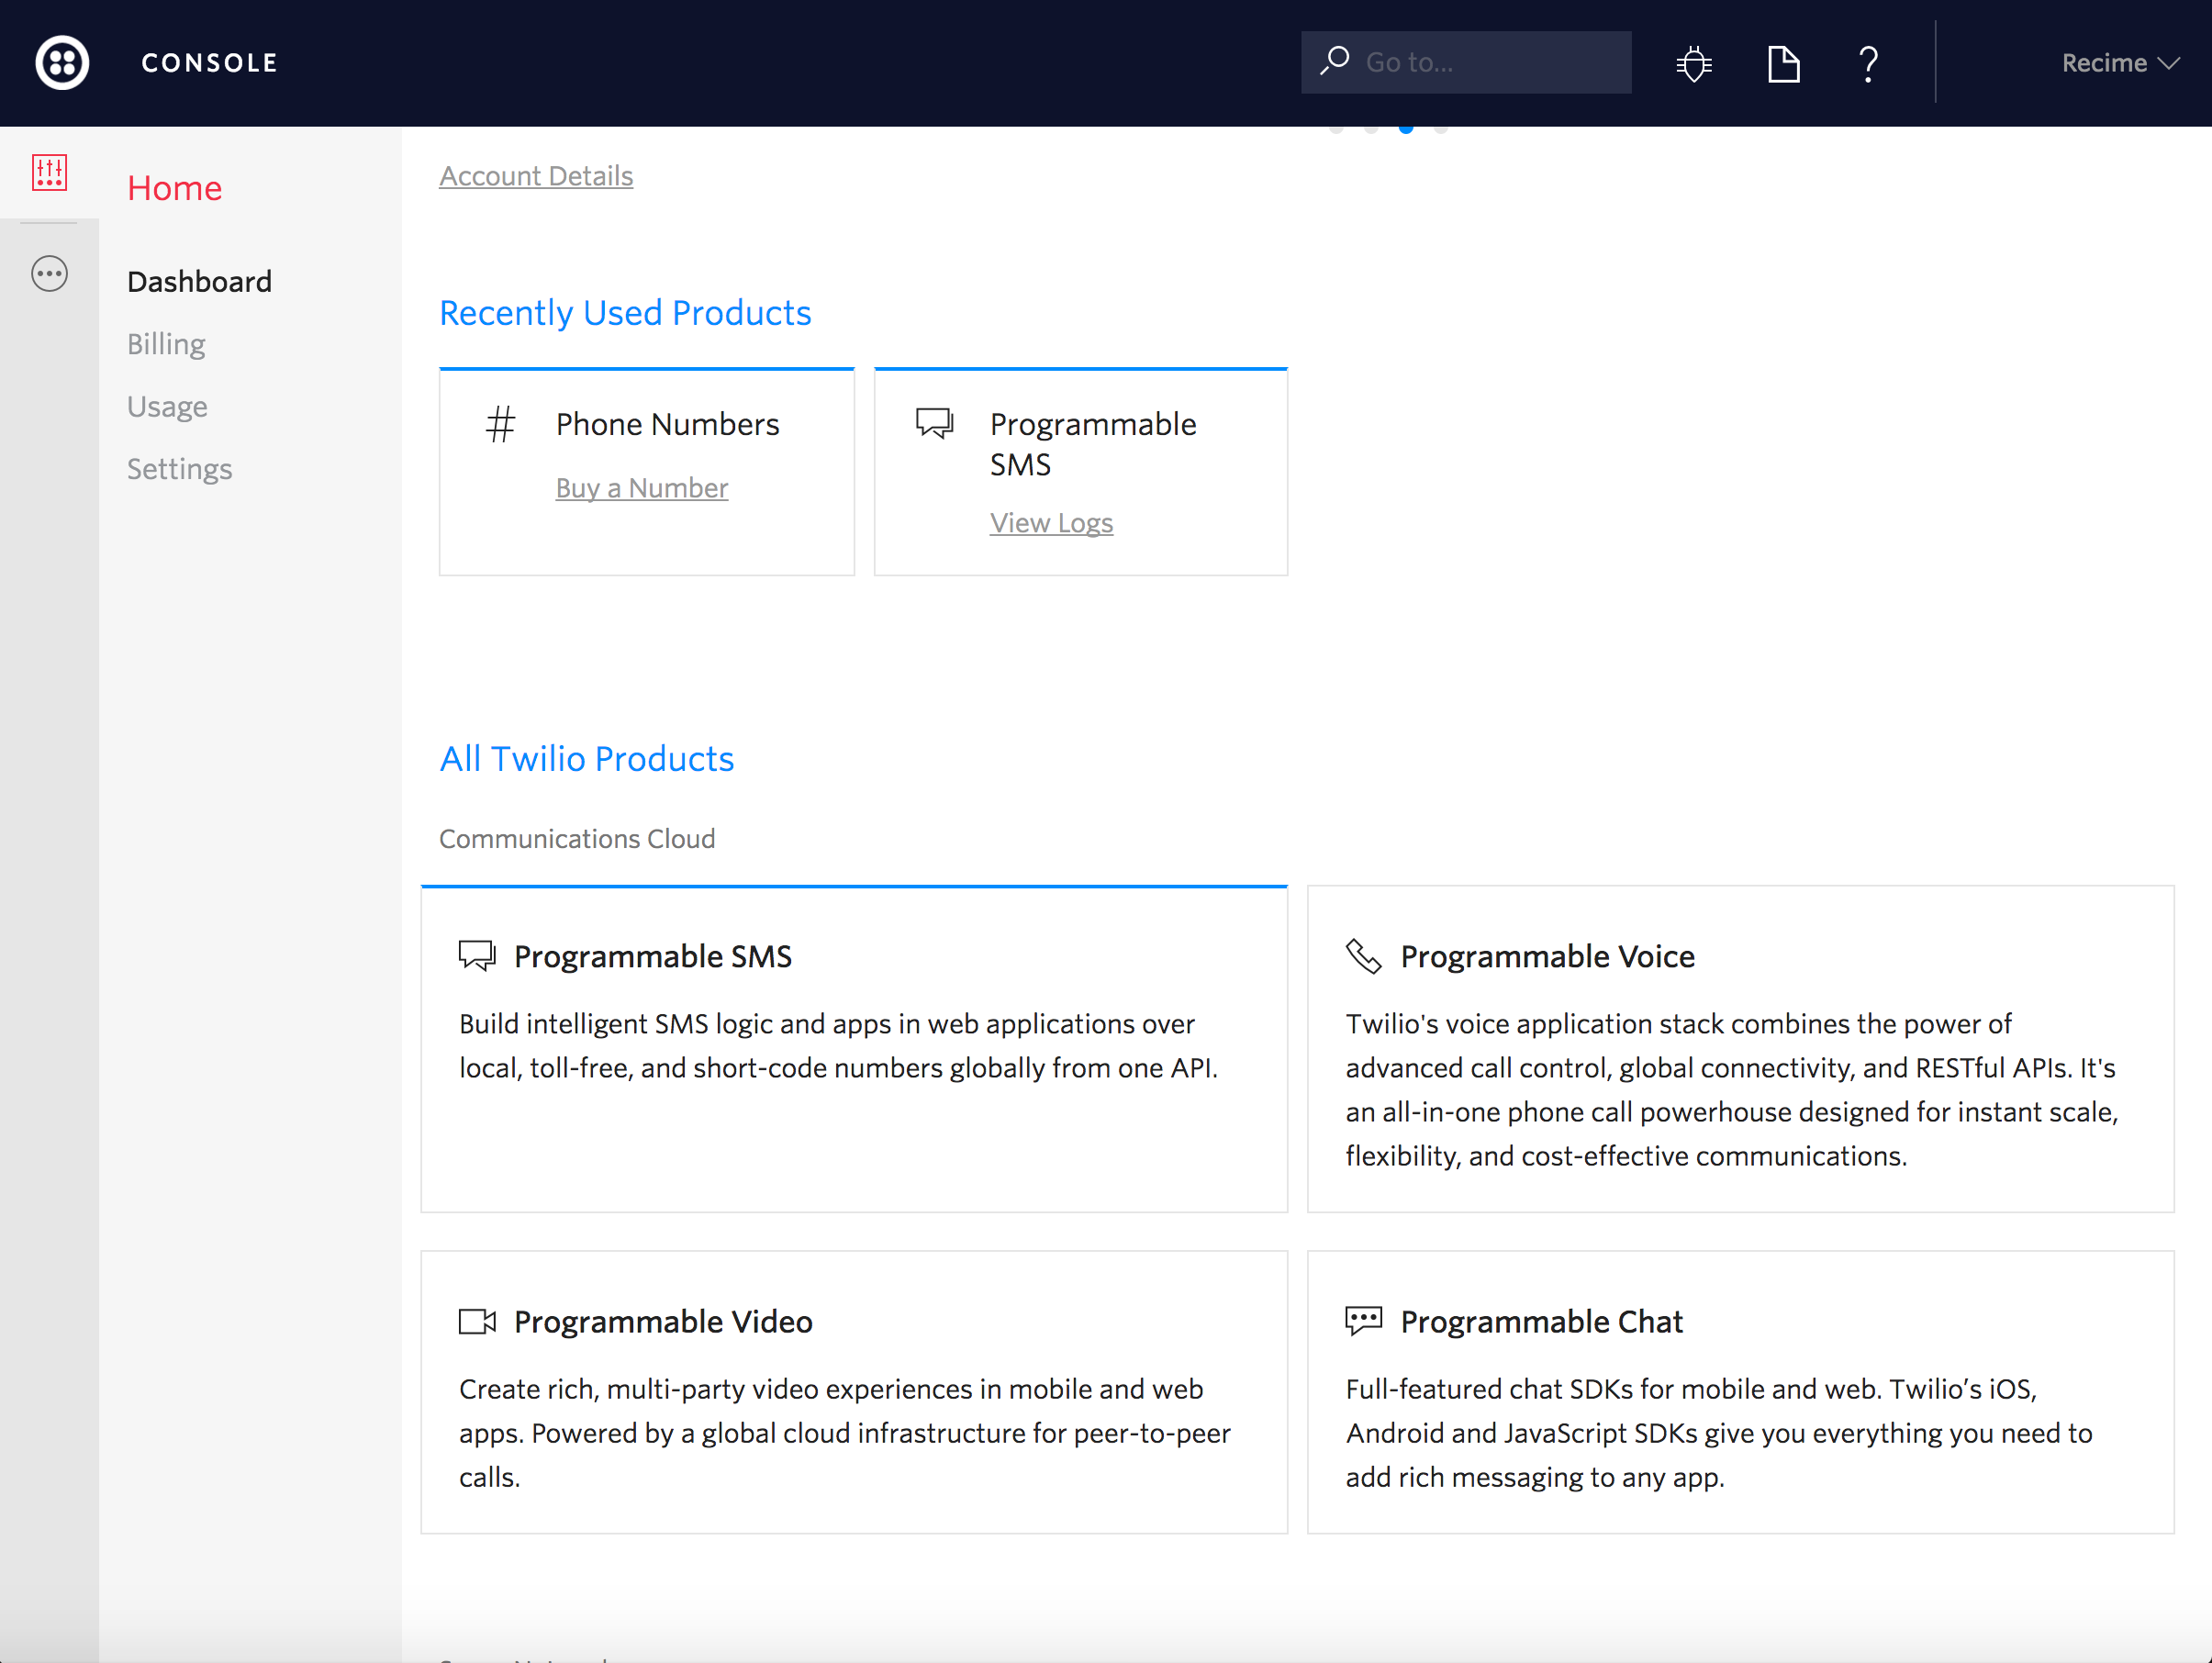 CONSOLE
Go to...
?
Recime
Home
Dashboard
Billing
Usage
Settings
Account Details
Recently Used Products
# Phone Numbers
Buy a Number
Programmable
SMS
View Logs
All Twilio Products
Communications Cloud
Programmable SMS
Build intelligent SMS logic and apps in web applications over
local, toll-free, and short-code numbers globally from one API.
Programmable Voice
Twilio's voice application stack combines the power of
advanced call control, global connectivity, and RESTful APIs. It's
an all-in-one phone call powerhouse designed for instant scale,
flexibility, and cost-effective communications.
Programmable Video
Create rich, multi-party video experiences in mobile and web
apps. Powered by a global cloud infrastructure for peer-to-peer
calls.
Programmable Chat
Full-featured chat SDKs for mobile and web. Twilio’s iOS,
Android and JavaScript SDKs give you everything you need to
add rich messaging to any app.